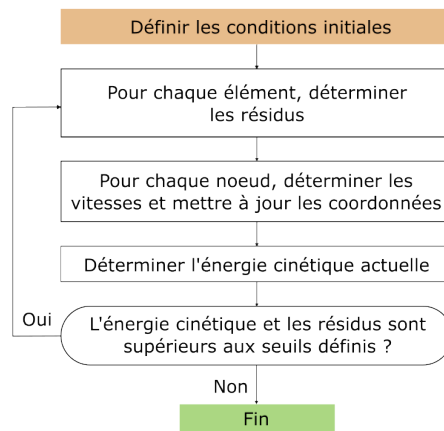 Définir les conditions initiales
Pour chaque élément, déterminer
les résidus
Pour chaque noeud, déterminer les
vitesses et mettre à jour les coordonnées
Déterminer l'énergie cinétique actuelle
Oui
L'énergie cinétique et les résidus sont
supérieurs aux seuils définis ?
Non
Fin